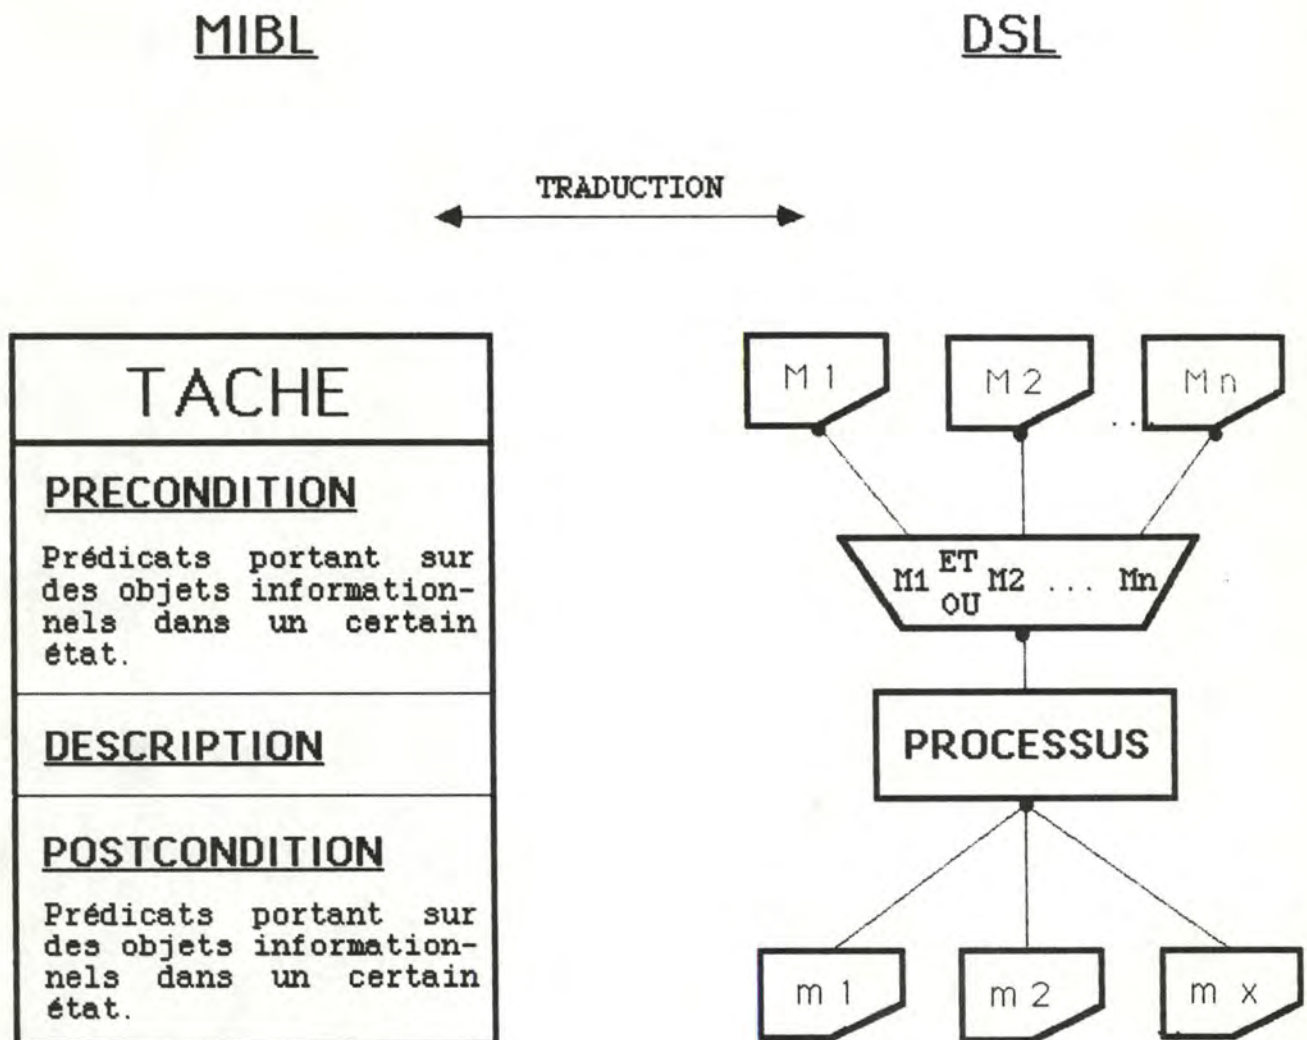 MIBL
DSL
TRADUCTION
TACHE
PRECONDITION
Prédicats portant sur
des objets information-
nels dans un certain
état.
DESCRIPTION
POSTCONDITION
Prédicats portant sur
des objets information-
nels dans un certain
état.
M 1
M 2
...
M n
M1 ET OU M2 ... Mn
PROCESSUS
m 1
m 2
..
m x